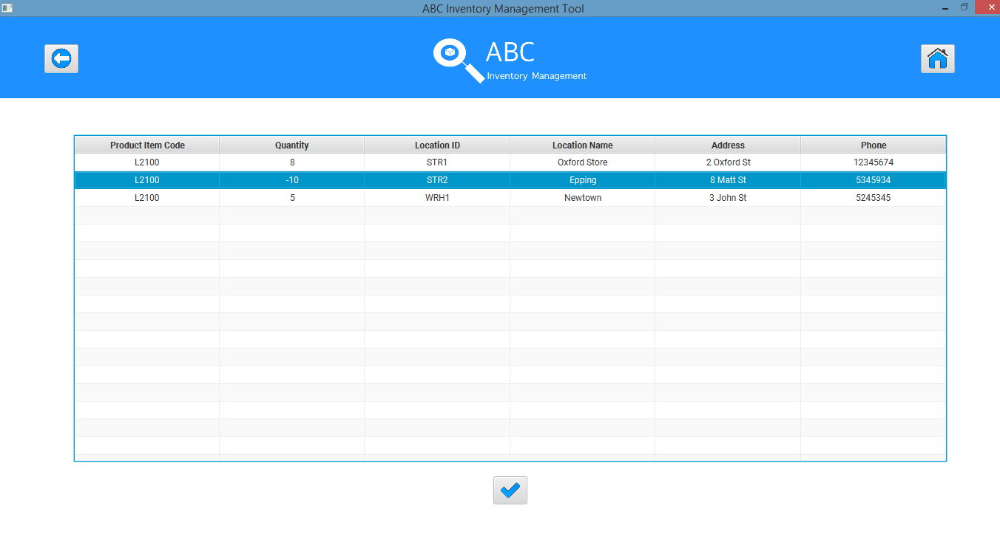 ABC Inventory Management Tool
ABC
Inventory Management
Product Item Code Quantity Location ID Location Name Address Phone
L2100 8 STR1 Oxford Store 2 Oxford St 12345674
L2100 -10 STR2 Epping 8 Matt St 5345934
L2100 5 WRH1 Newtown 3 John St 5245345